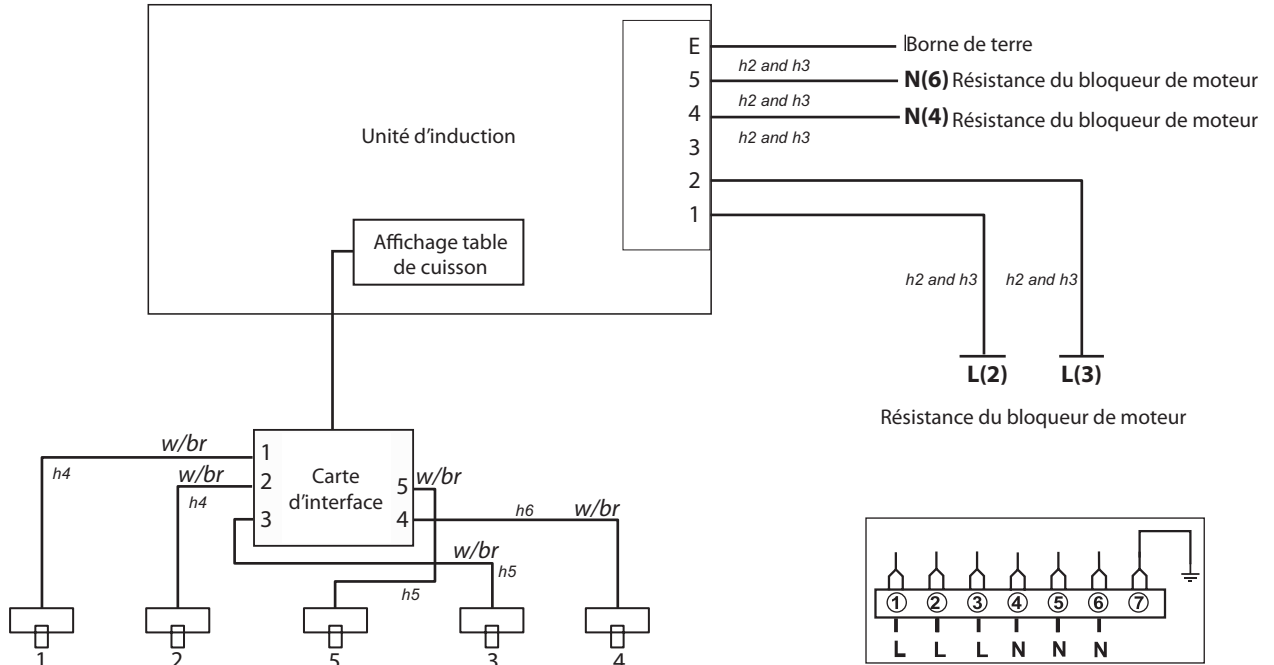 E
Borne de terre
h2 and h3
5
N(6) Résistance du bloqueur de moteur
h2 and h3
4
N(4) Résistance du bloqueur de moteur
h2 and h3
3
2
1
Unité d'induction
Affichage table
de cuisson
h2 and h3
h2 and h3
L(2)
L(3)
Résistance du bloqueur de moteur
w/br
h4
1
w/br
h4
2
3
Carte
d'interface
5
w/br
4
h6
w/br
w/br
h5
h5
1
2
5
3
4
1 2 3 4 5 6 7
L L L N N N